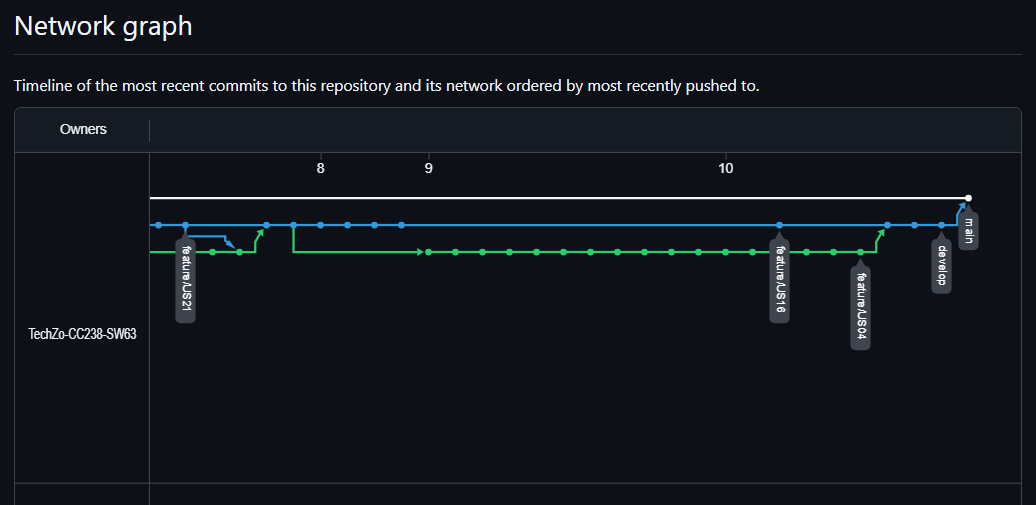 Network graph
Timeline of the most recent commits to this repository and its network ordered by most recently pushed to.
Owners
8
9
10
main
feature/US21
feature/US16
develop
feature/US04
TechZo-CC238-SW63